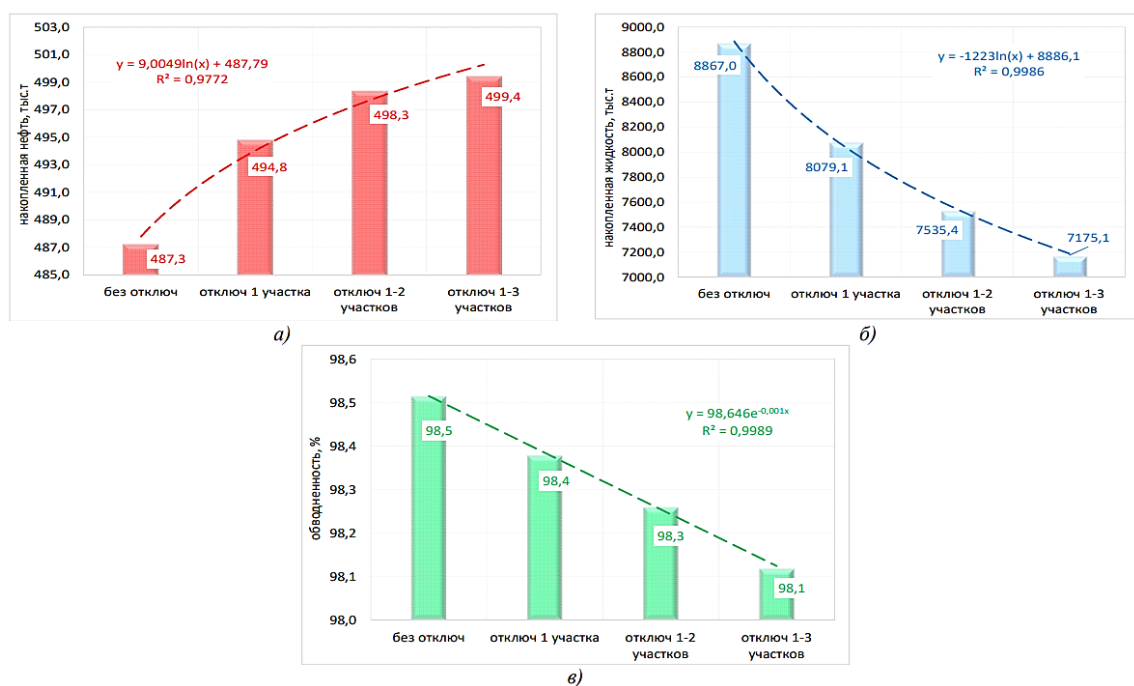 503,0
501,0
499,0
497,0
495,0
493,0
491,0
489,0
487,0
485,0
накопленная нефть, тыс.т
y = 9,0049ln(x) + 487,79
R² = 0,9772
487,3
494,8
498,3
499,4
без отключ
отключ 1 участка
отключ 1-2
участков
отключ 1-3
участков
а)
9000,0
8800,0
8600,0
8400,0
8200,0
8000,0
7800,0
7600,0
7400,0
7200,0
7000,0
накопленная жидкость, тыс.т
y = -1223ln(x) + 8886,1
R² = 0,9986
8867,0
8079,1
7535,4
7175,1
без отключ
отключ 1 участка
отключ 1-2
участков
отключ 1-3
участков
б)
98,6
98,5
98,4
98,3
98,2
98,1
98,0
обводненность, %
y = 98,646e⁻⁰,⁰⁰¹ˣ
R² = 0,9989
98,5
98,4
98,3
98,1
без отключ
отключ 1 участка
отключ 1-2
участков
отключ 1-3
участков
в)